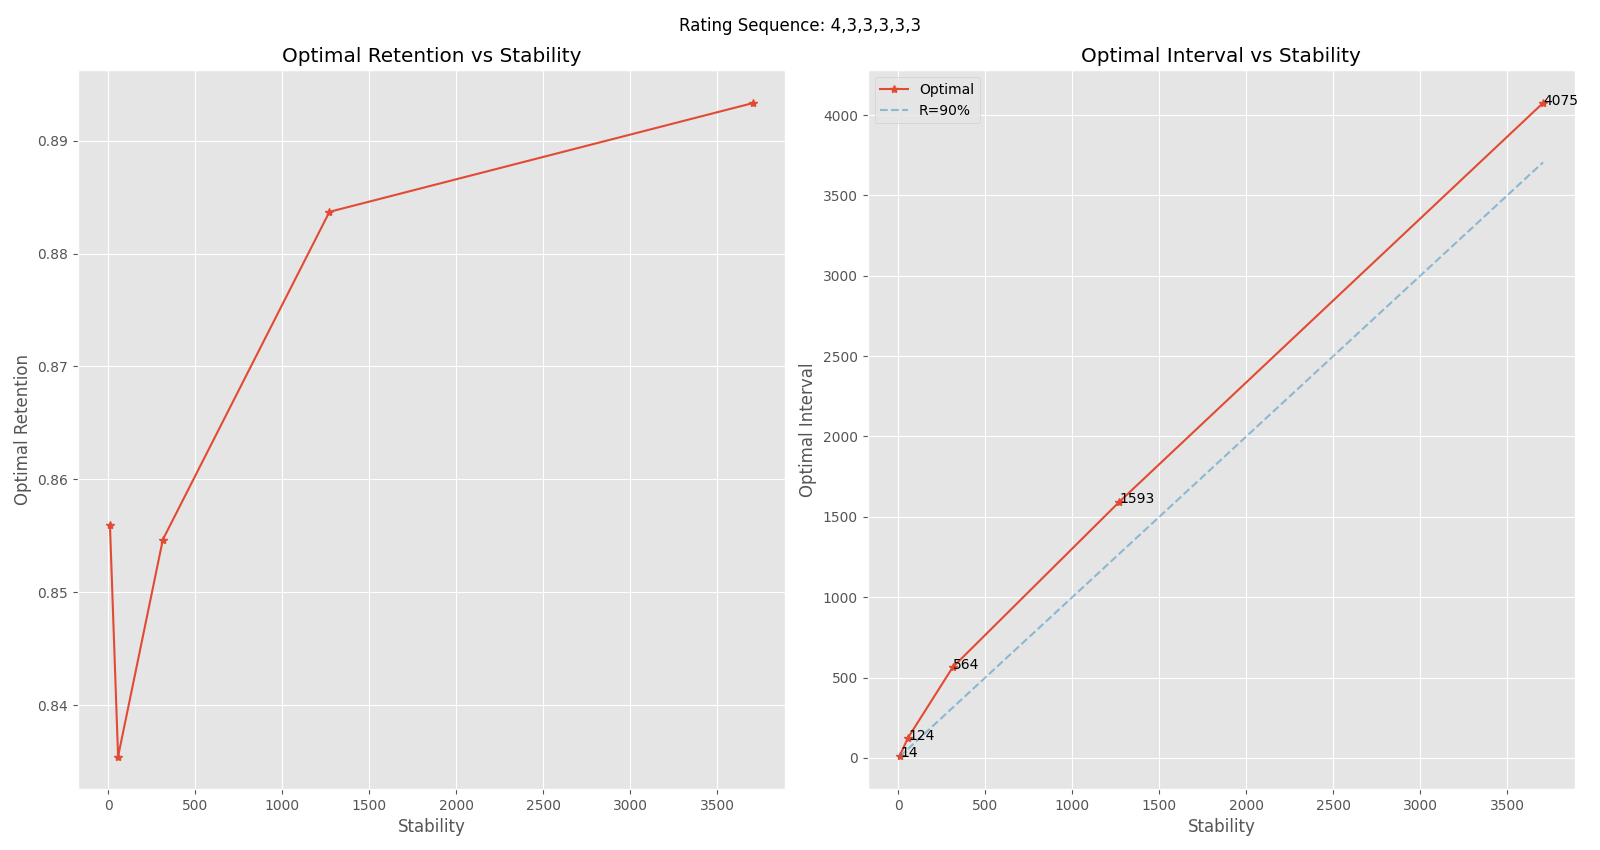 Rating Sequence: 4,3,3,3,3,3
Optimal Retention vs Stability
0.89
0.88
0.87
0.86
0.85
0.84
Optimal Retention
0 500 1000 1500 2000 2500 3000 3500
Stability
Optimal Interval vs Stability
Optimal
R=90%
4000
3500
3000
2500
2000
1500
1000
500
0
Optimal Interval
4075
1593
564
124
14
0 500 1000 1500 2000 2500 3000 3500
Stability